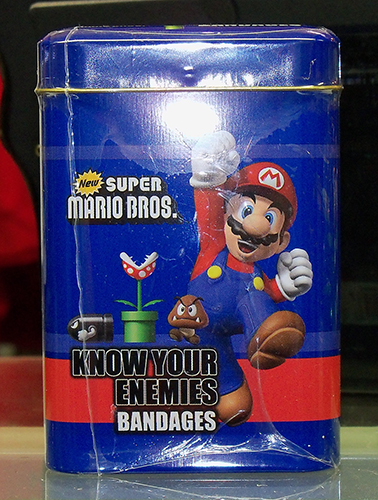 New SUPER
MARIO BROS.
M
KNOW YOUR
ENEMIES
BANDAGES